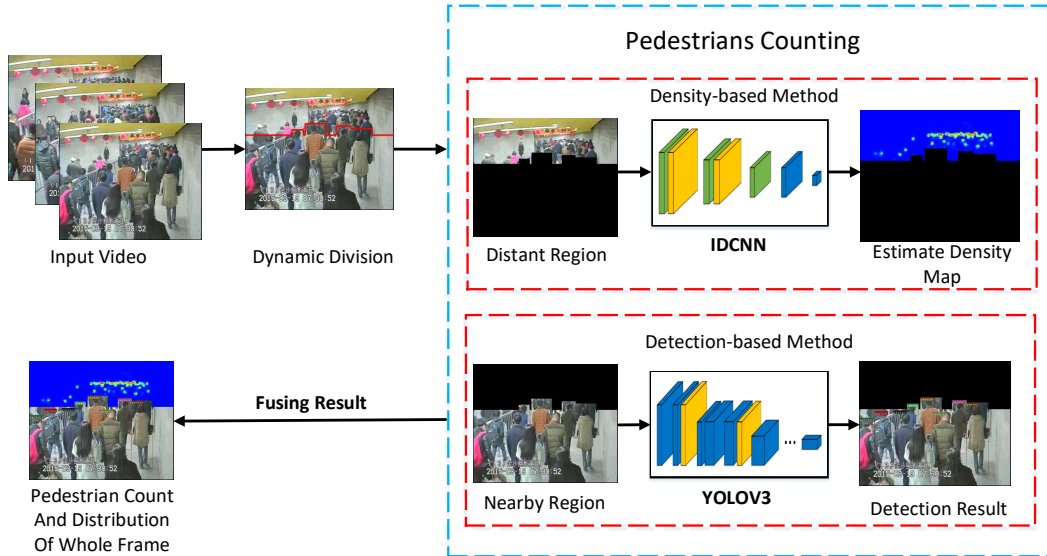 Pedestrians Counting
Density-based Method
Input Video
Dynamic Division
Distant Region
IDCNN
Estimate Density
Map
Detection-based Method
Fusing Result
Nearby Region
YOLOV3
...
Detection Result
Pedestrian Count
And Distribution
Of Whole Frame